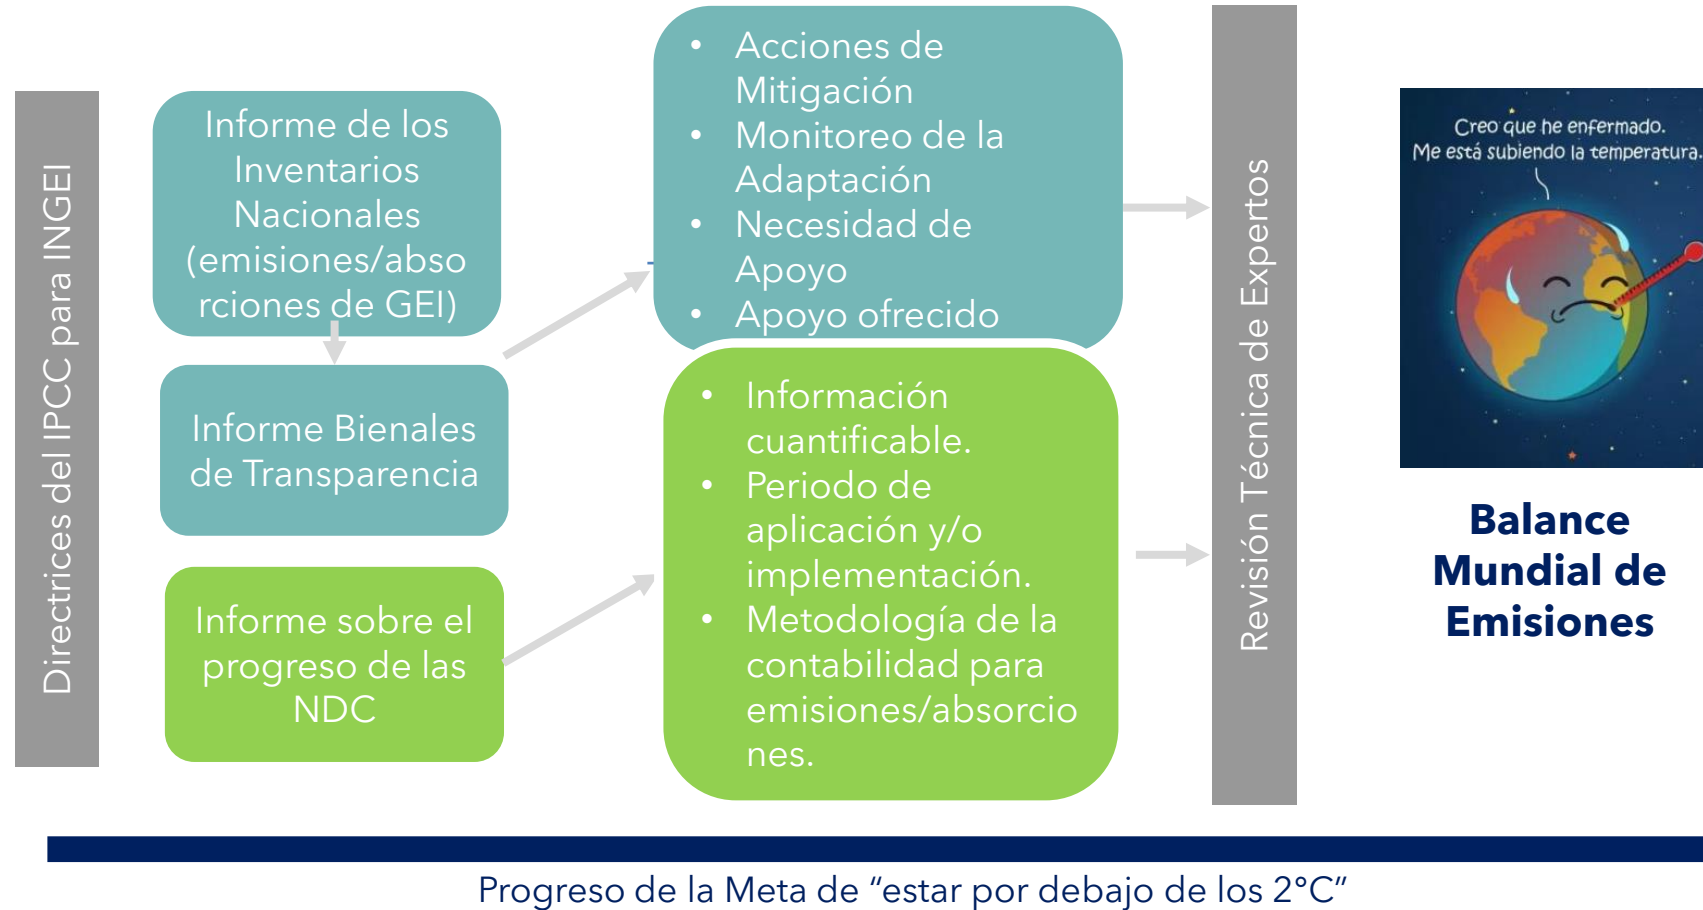 Directrices del IPCC para INGEI
Informe de los
Inventarios
Nacionales
(emisiones/abso
rciones de GEI)
Informe Bienales
de Transparencia
Informe sobre el
progreso de las
NDC
• Acciones de
Mitigación
• Monitoreo de la
Adaptación
• Necesidad de
Apoyo
• Apoyo ofrecido
• Información
cuantificable.
• Periodo de
aplicación y/o
implementación.
• Metodología de la
contabilidad para
emisiones/absorcio
nes.
Revisión Técnica de Expertos
Creo que he enfermado.
Me está subiendo la temperatura.
Balance
Mundial de
Emisiones
Progreso de la Meta de “estar por debajo de los 2°C”